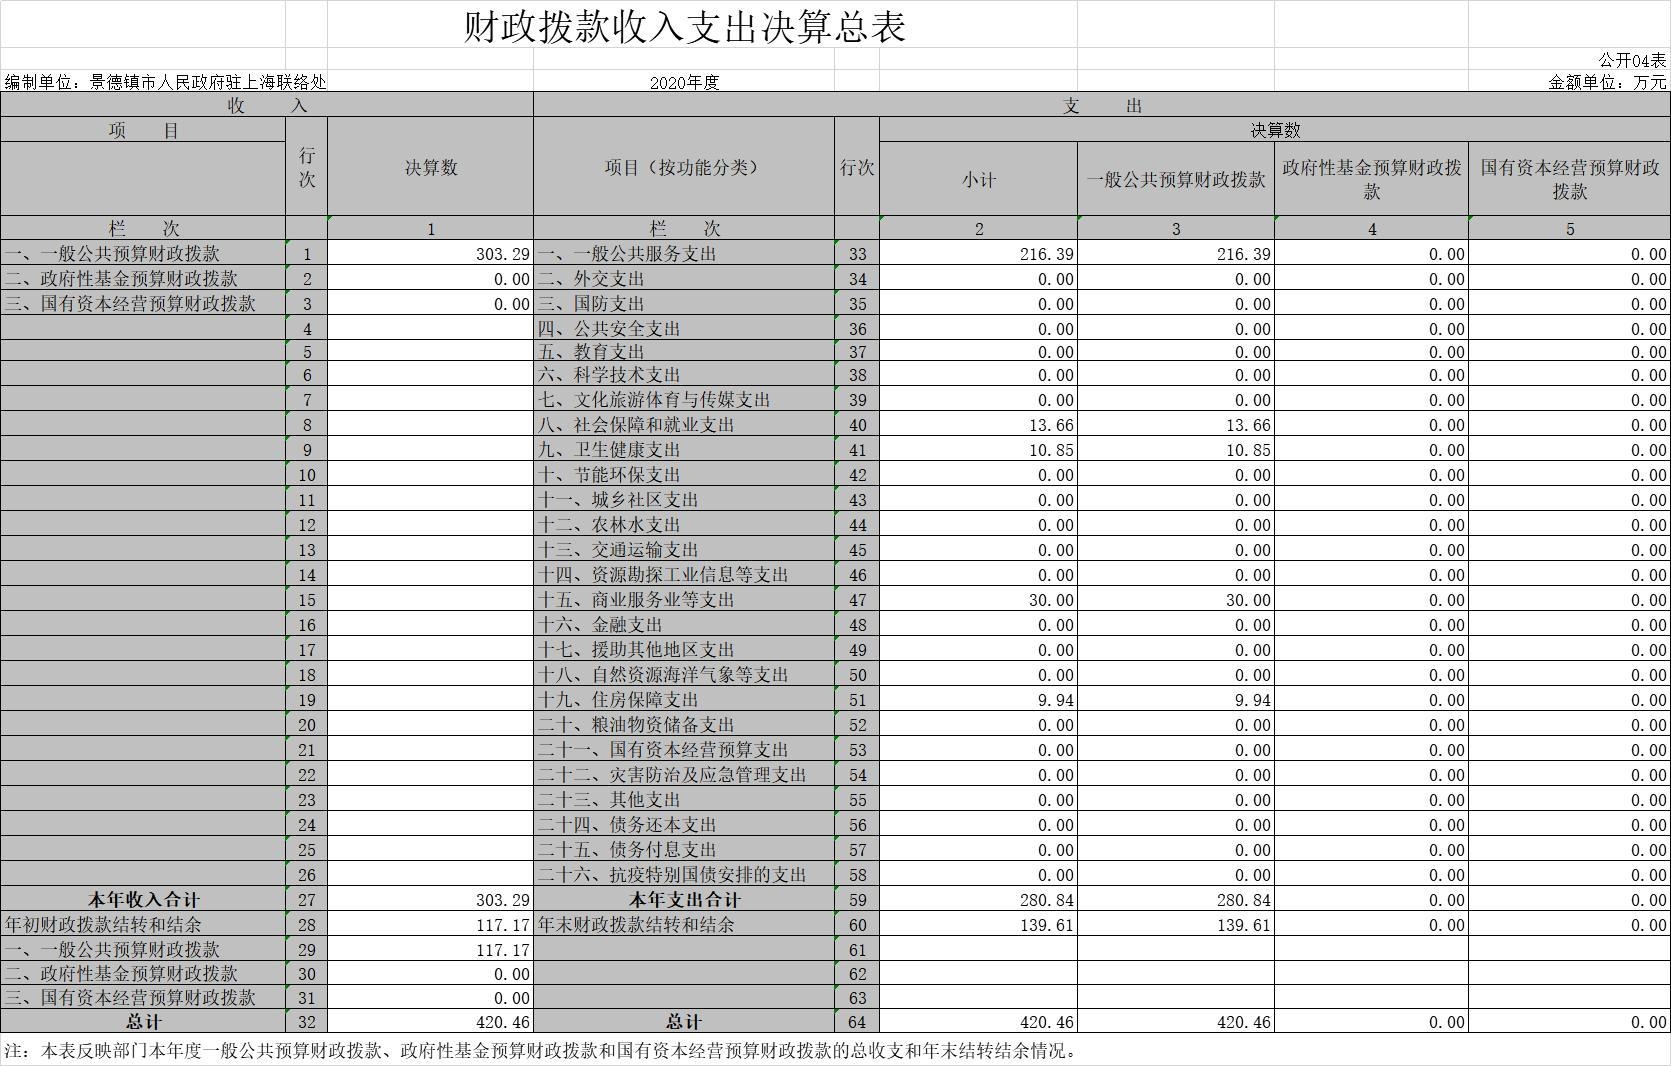 财政拨款收入支出决算总表
公开04表
编制单位：景德镇市人民政府驻上海联络处 2020年度 金额单位：万元
收 入 支 出
项 目 行次 决算数 项目（按功能分类） 行次 决算数
小计 一般公共预算财政拨款 政府性基金预算财政拨款 国有资本经营预算财政拨款
栏 次 1 栏 次 2 3 4 5
一、一般公共预算财政拨款 1 303.29 一、一般公共服务支出 33 216.39 216.39 0.00 0.00
二、政府性基金预算财政拨款 2 0.00 二、外交支出 34 0.00 0.00 0.00 0.00
三、国有资本经营预算财政拨款 3 0.00 三、国防支出 35 0.00 0.00 0.00 0.00
4 四、公共安全支出 36 0.00 0.00 0.00 0.00
5 五、教育支出 37 0.00 0.00 0.00 0.00
6 六、科学技术支出 38 0.00 0.00 0.00 0.00
7 七、文化旅游体育与传媒支出 39 0.00 0.00 0.00 0.00
8 八、社会保障和就业支出 40 13.66 13.66 0.00 0.00
9 九、卫生健康支出 41 10.85 10.85 0.00 0.00
10 十、节能环保支出 42 0.00 0.00 0.00 0.00
11 十一、城乡社区支出 43 0.00 0.00 0.00 0.00
12 十二、农林水支出 44 0.00 0.00 0.00 0.00
13 十三、交通运输支出 45 0.00 0.00 0.00 0.00
14 十四、资源勘探工业信息等支出 46 0.00 0.00 0.00 0.00
15 十五、商业服务业等支出 47 30.00 30.00 0.00 0.00
16 十六、金融支出 48 0.00 0.00 0.00 0.00
17 十七、援助其他地区支出 49 0.00 0.00 0.00 0.00
18 十八、自然资源海洋气象等支出 50 0.00 0.00 0.00 0.00
19 十九、住房保障支出 51 9.94 9.94 0.00 0.00
20 二十、粮油物资储备支出 52 0.00 0.00 0.00 0.00
21 二十一、国有资本经营预算支出 53 0.00 0.00 0.00 0.00
22 二十二、灾害防治及应急管理支出 54 0.00 0.00 0.00 0.00
23 二十三、其他支出 55 0.00 0.00 0.00 0.00
24 二十四、债务还本支出 56 0.00 0.00 0.00 0.00
25 二十五、债务付息支出 57 0.00 0.00 0.00 0.00
26 二十六、抗疫特别国债安排的支出 58 0.00 0.00 0.00 0.00
本年收入合计 27 303.29 本年支出合计 59 280.84 280.84 0.00 0.00
年初财政拨款结转和结余 28 117.17 年末财政拨款结转和结余 60 139.61 139.61 0.00 0.00
一、一般公共预算财政拨款 29 117.17 61
二、政府性基金预算财政拨款 30 0.00 62
三、国有资本经营预算财政拨款 31 0.00 63
总计 32 420.46 总计 64 420.46 420.46 0.00 0.00
注：本表反映部门本年度一般公共预算财政拨款、政府性基金预算财政拨款和国有资本经营预算财政拨款的总收支和年末结转结余情况。